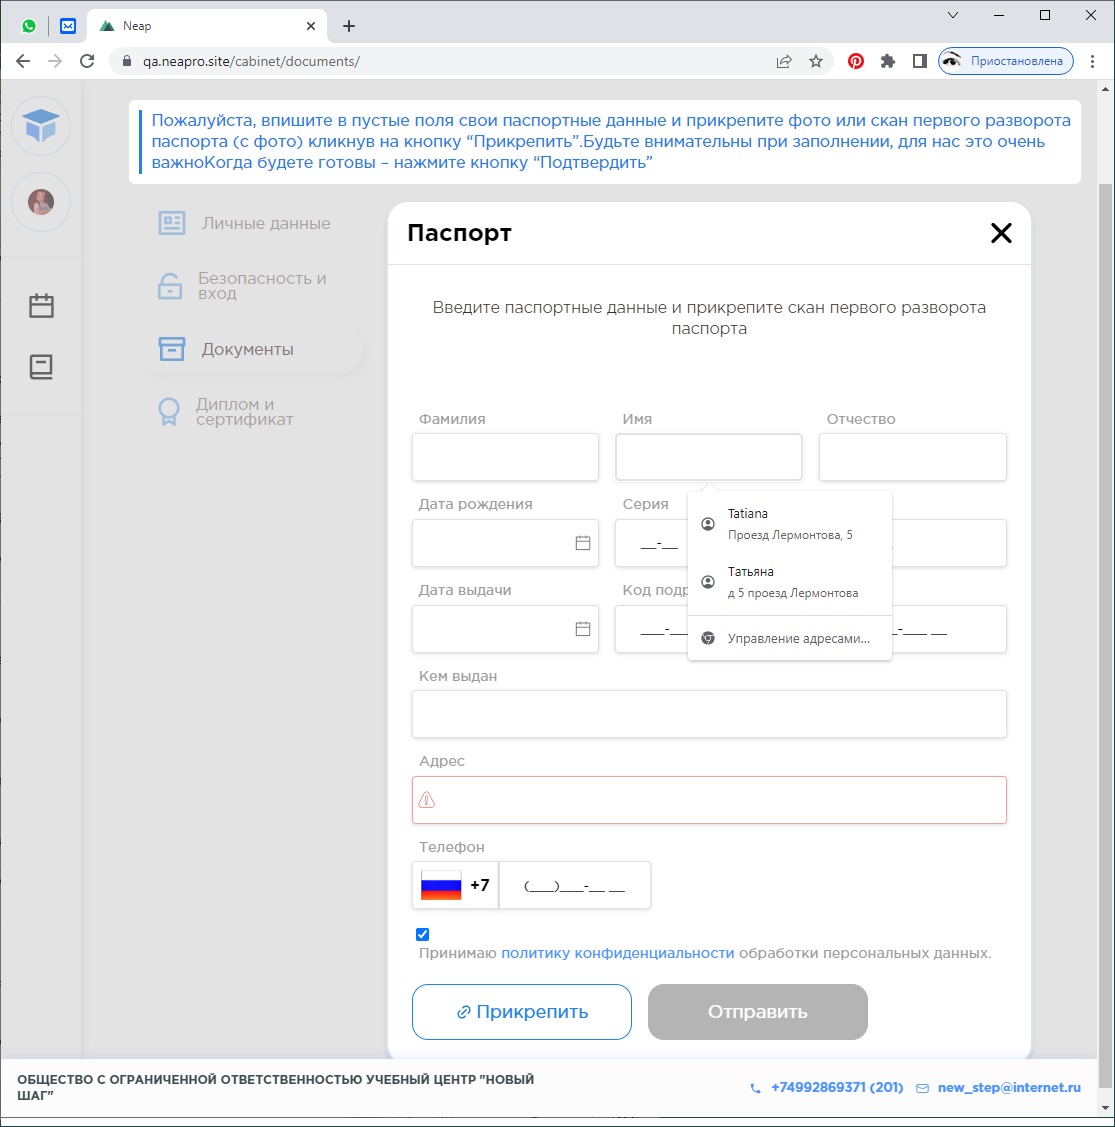 Neap
qa.neapro.site/cabinet/documents/
Приостановлена
Пожалуйста, впишите в пустые поля свои паспортные данные и прикрепите фото или скан первого разворота
паспорта (с фото) кликнув на кнопку “Прикрепить”.Будьте внимательны при заполнении, для нас это очень
важноКогда будете готовы – нажмите кнопку “Подтвердить”
Личные данные
Безопасность и
вход
Документы
Диплом и
сертификат
Паспорт
Введите паспортные данные и прикрепите скан первого разворота
паспорта
Фамилия Имя Отчество
Дата рождения Серия
__-__
Tatiana
Проезд Лермонтова, 5
Татьяна
д 5 проезд Лермонтова
Управление адресами...
Дата выдачи Код подр
___-__ -___ __
Кем выдан
Адрес
Телефон
+7 (___)___-__ __
Принимаю политику конфиденциальности обработки персональных данных.
Прикрепить Отправить
ОБЩЕСТВО С ОГРАНИЧЕННОЙ ОТВЕТСТВЕННОСТЬЮ УЧЕБНЫЙ ЦЕНТР "НОВЫЙ
ШАГ"
+74992869371 (201) new_step@internet.ru